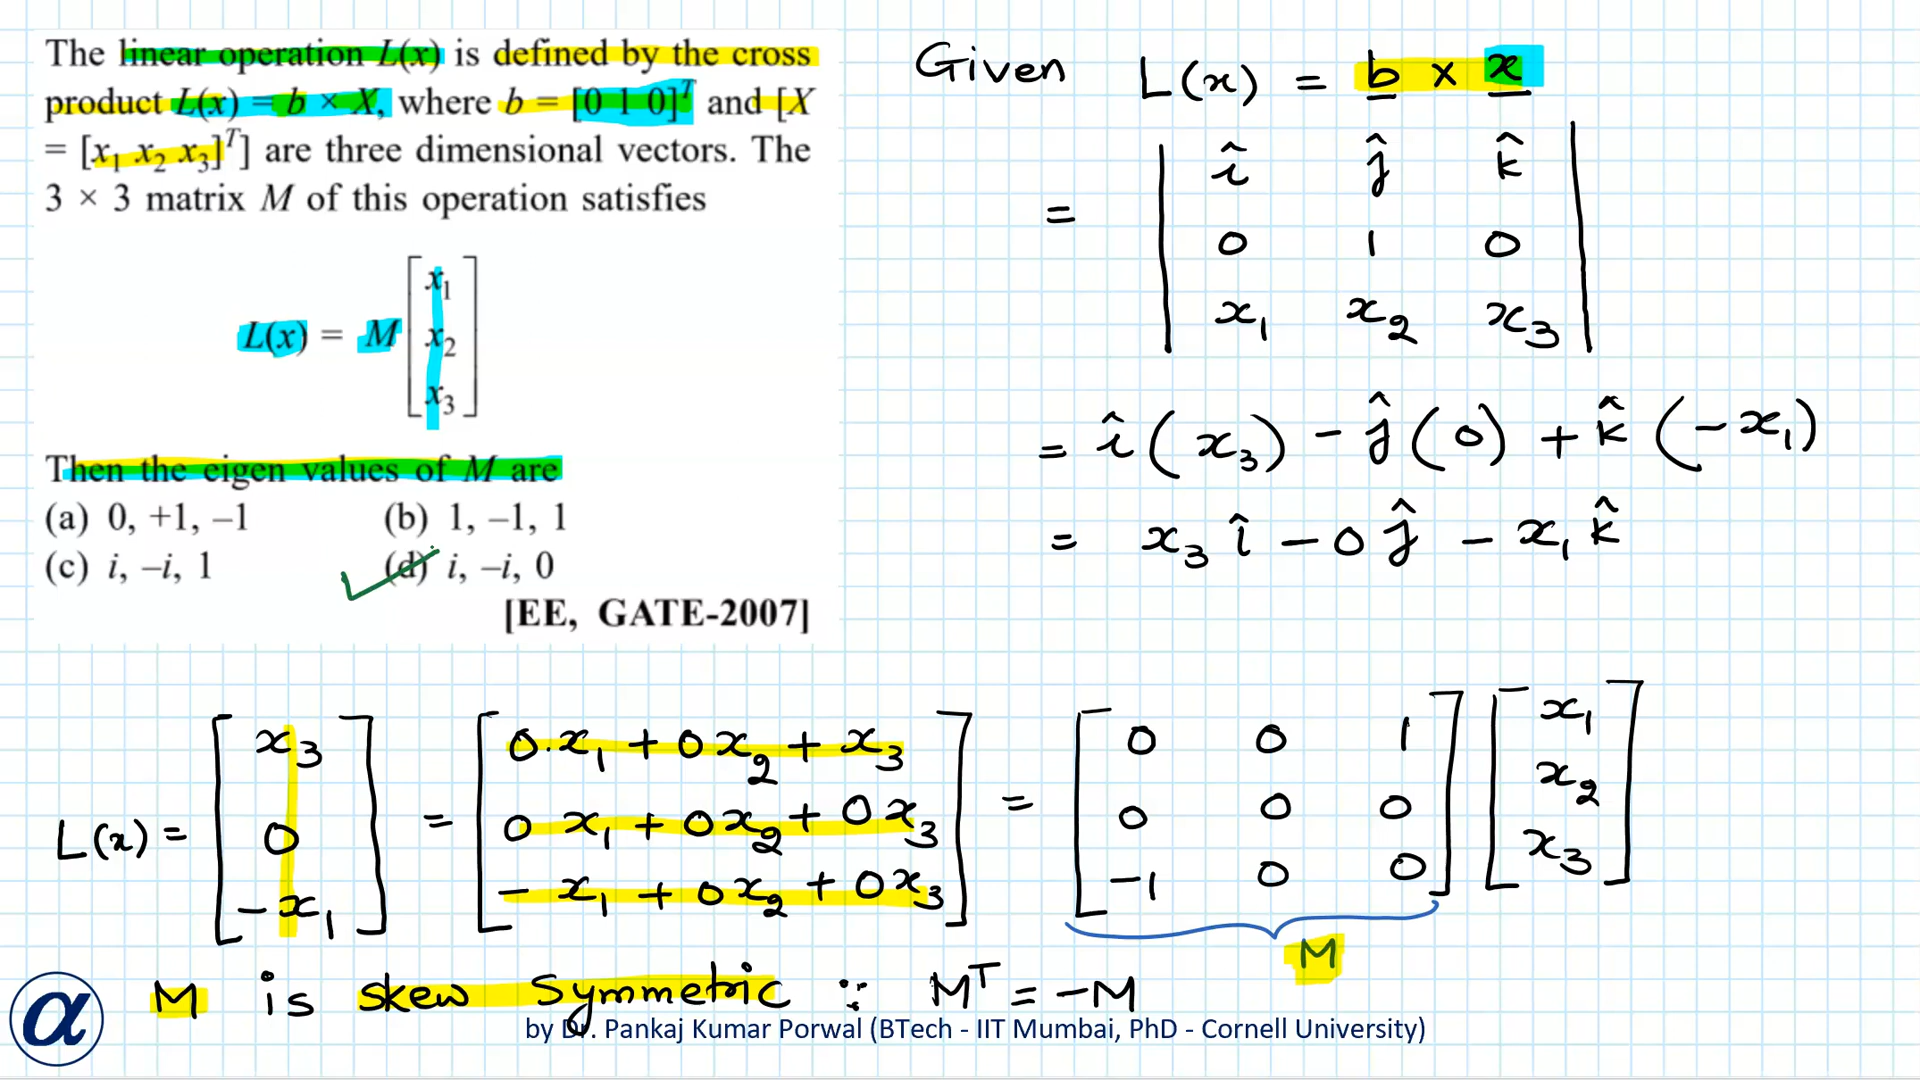 The linear operation L(x) is defined by the cross
product L(x) = b × X, where b = [0 1 0]ᵀ and [X
= [x₁ x₂ x₃]ᵀ] are three dimensional vectors. The
3 × 3 matrix M of this operation satisfies
L(x) = M [x₁
x₂
x₃]
Then the eigen values of M are
(a) 0, +1, –1 (b) 1, –1, 1
(c) i, –i, 1 (d) i, –i, 0
[EE, GATE-2007]
Given L(x) = b × x
= | î ĵ k̂
0 1 0
x₁ x₂ x₃ |
= î (x₃) - ĵ (0) + k̂ (-x₁)
= x₃ î - 0 ĵ - x₁ k̂
L(x) = [x₃ 0 -x₁] = [0.x₁ + 0x₂ + x₃
0 x₁ + 0x₂ + 0x₃
- x₁ + 0x₂ + 0x₃] = [0 0 1
0 0 0
-1 0 0] [x₁ x₂ x₃]
M
M is skew symmetric ∵ Mᵀ = -M
α
by Dr. Pankaj Kumar Porwal (BTech - IIT Mumbai, PhD - Cornell University)